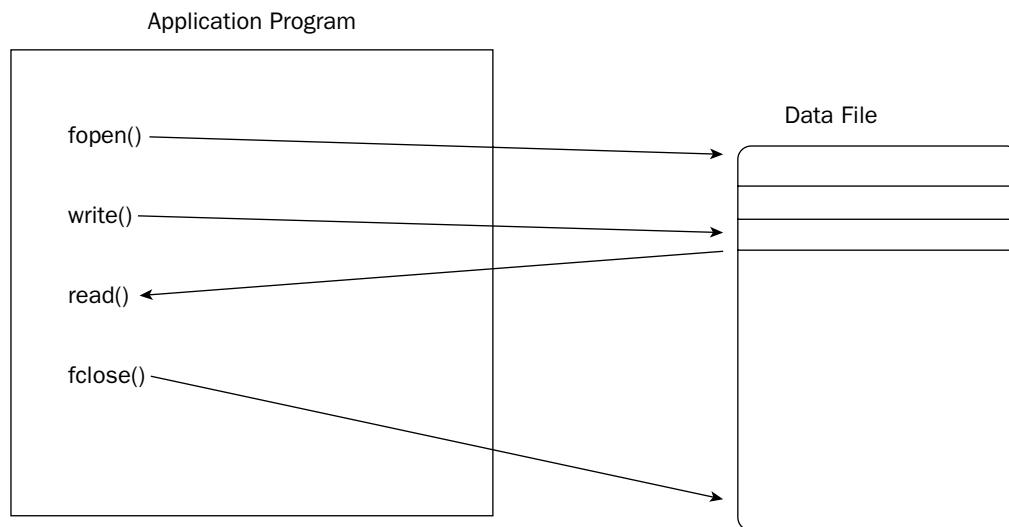 Application Program
Data File
fopen()
write()
read()
fclose()